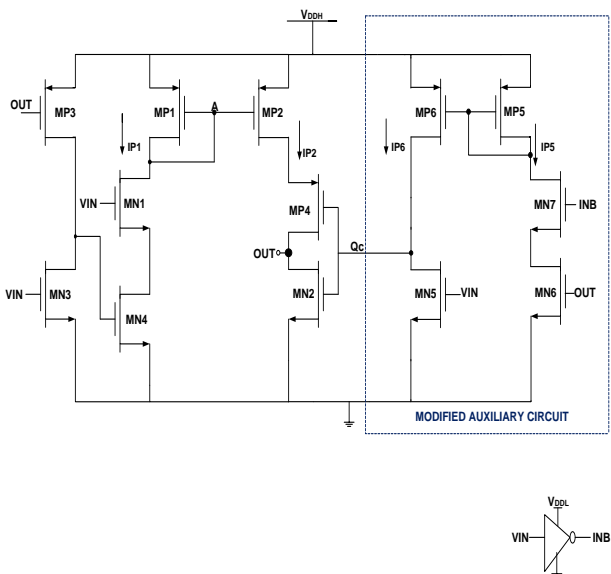 VDDH
OUT
MP3
MP1
A
MP2
MP6
MP5
IP1
IP2
IP6
IP5
VIN
MN1
MP4
MN7
INB
OUT
Qc
VIN
MN3
MN4
MN2
MN5
VIN
MN6
OUT
MODIFIED AUXILIARY CIRCUIT
VDDL
VIN
INB